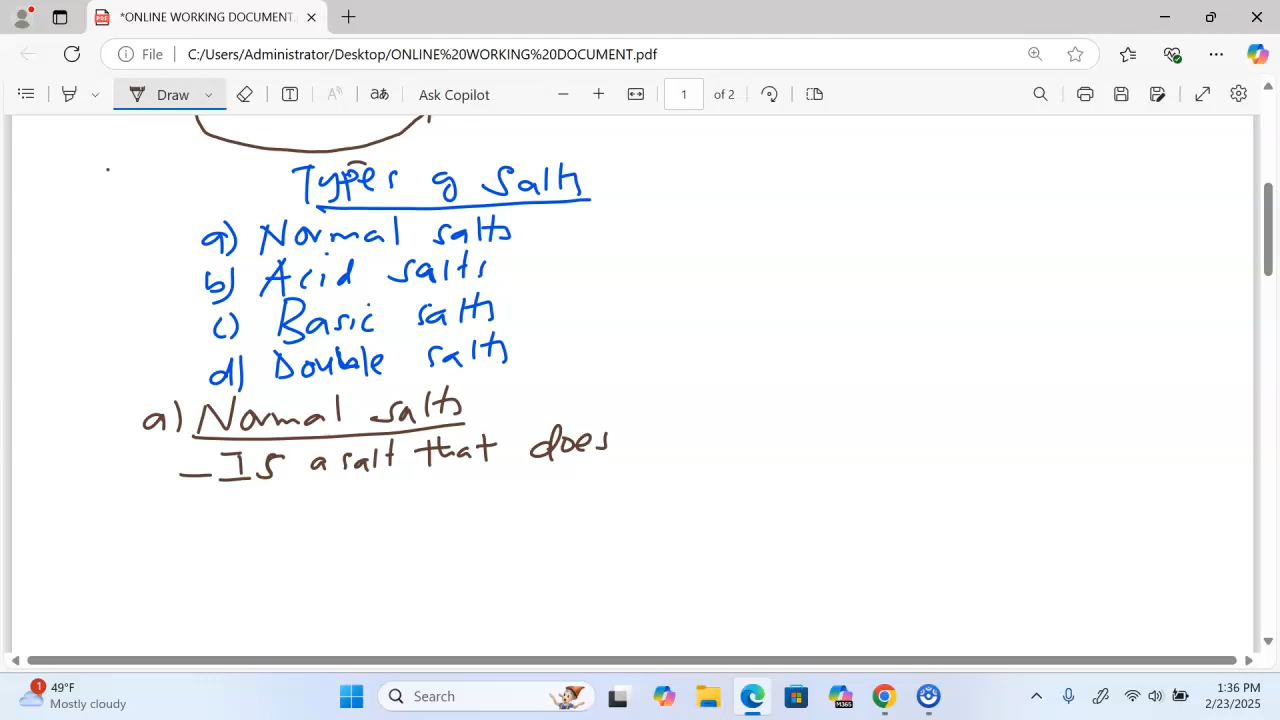 *ONLINE WORKING DOCUMENT.
File
C:/Users/Administrator/Desktop/ONLINE%20WORKING%20DOCUMENT.pdf
Draw
Ask Copilot
1
of 2
Types of Salts
a) Normal salts
b) Acid salts
c) Basic salts
d) Double salts
a) Normal salts
- Is a salt that does
49°F
Mostly cloudy
1
Search
1:36 PM
2/23/2025